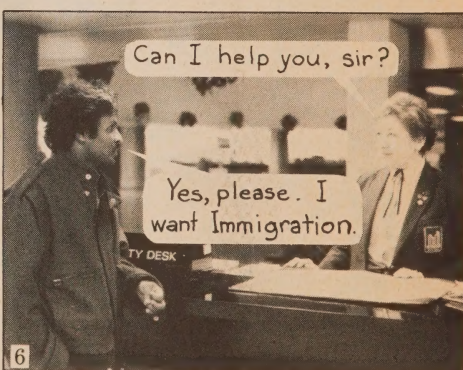 Can I help you, sir?
Yes, please. I
want Immigration.
TY DESK
6